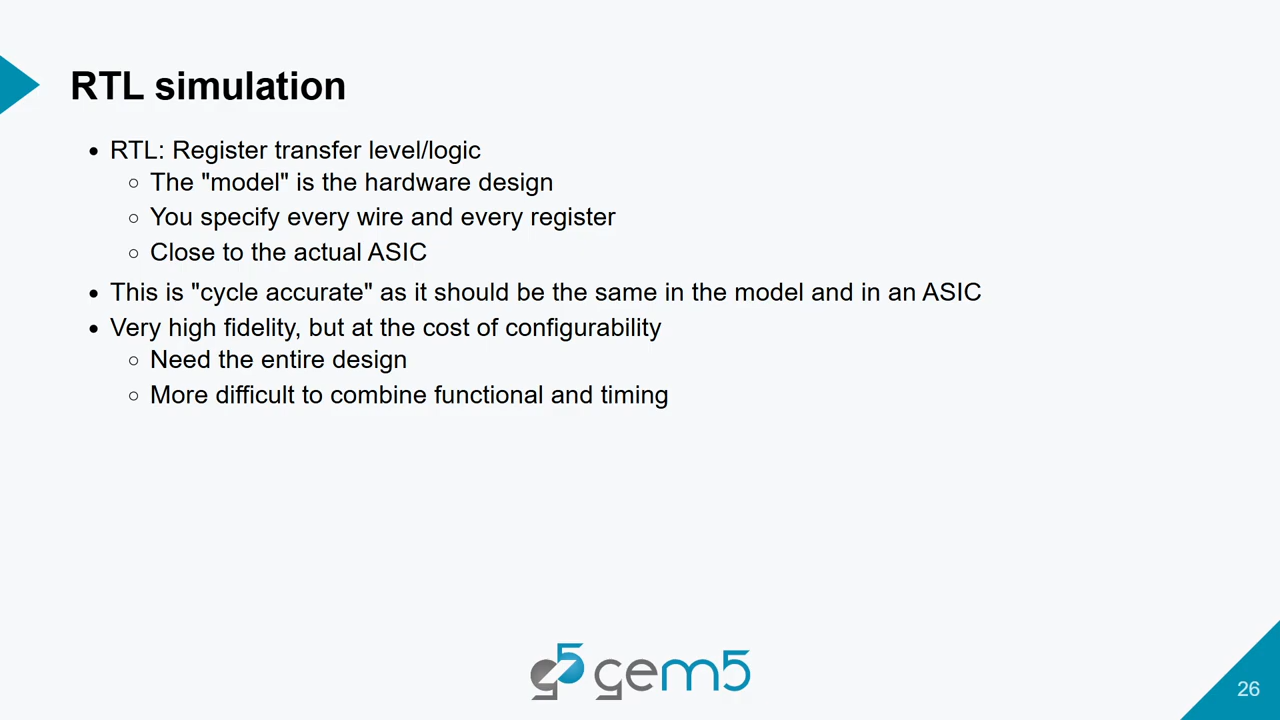 RTL simulation
• RTL: Register transfer level/logic
○ The "model" is the hardware design
○ You specify every wire and every register
○ Close to the actual ASIC
• This is "cycle accurate" as it should be the same in the model and in an ASIC
• Very high fidelity, but at the cost of configurability
○ Need the entire design
○ More difficult to combine functional and timing
g5 gem5
26